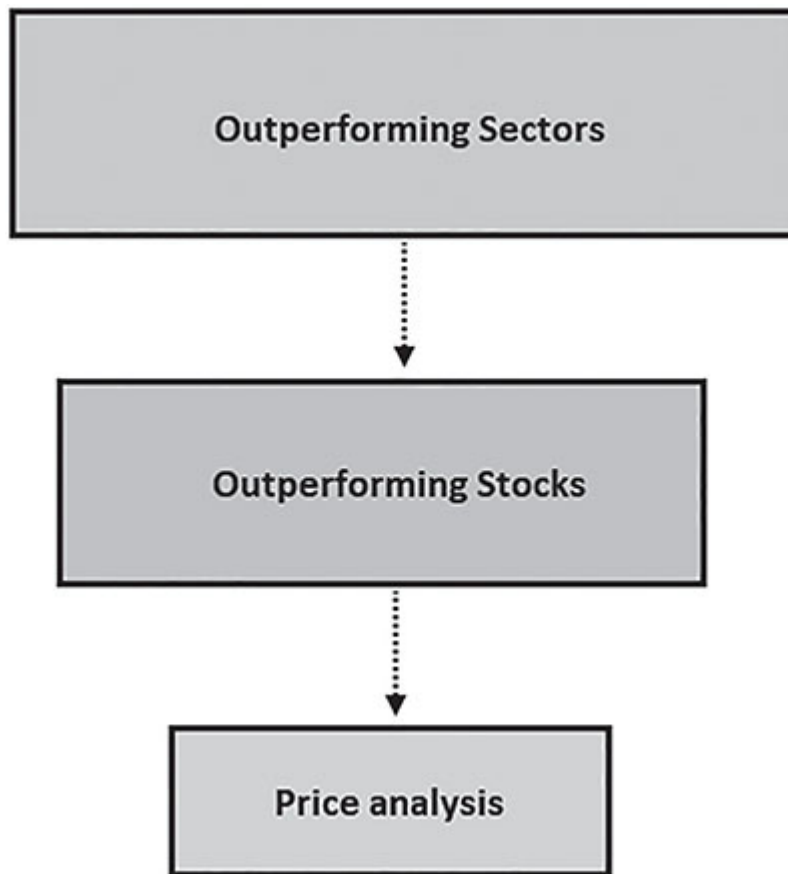 Outperforming Sectors
Outperforming Stocks
Price analysis